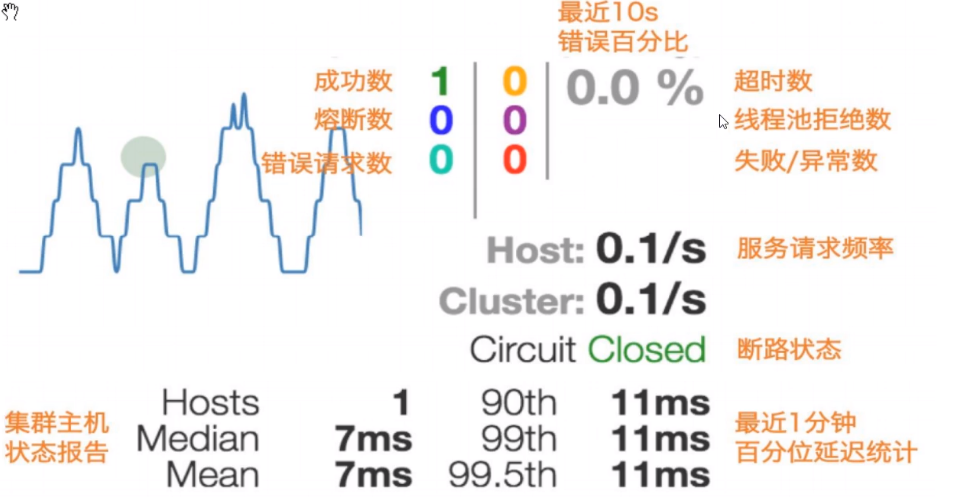 最近10s
错误百分比
成功数 1 0 0.0 % 超时数
熔断数 0 0 线程池拒绝数
错误请求数 0 0 失败/异常数
Host: 0.1/s 服务请求频率
Cluster: 0.1/s
Circuit Closed 断路状态
集群主机
状态报告
Hosts 1 90th 11ms
Median 7ms 99th 11ms
Mean 7ms 99.5th 11ms
最近1分钟
百分位延迟统计